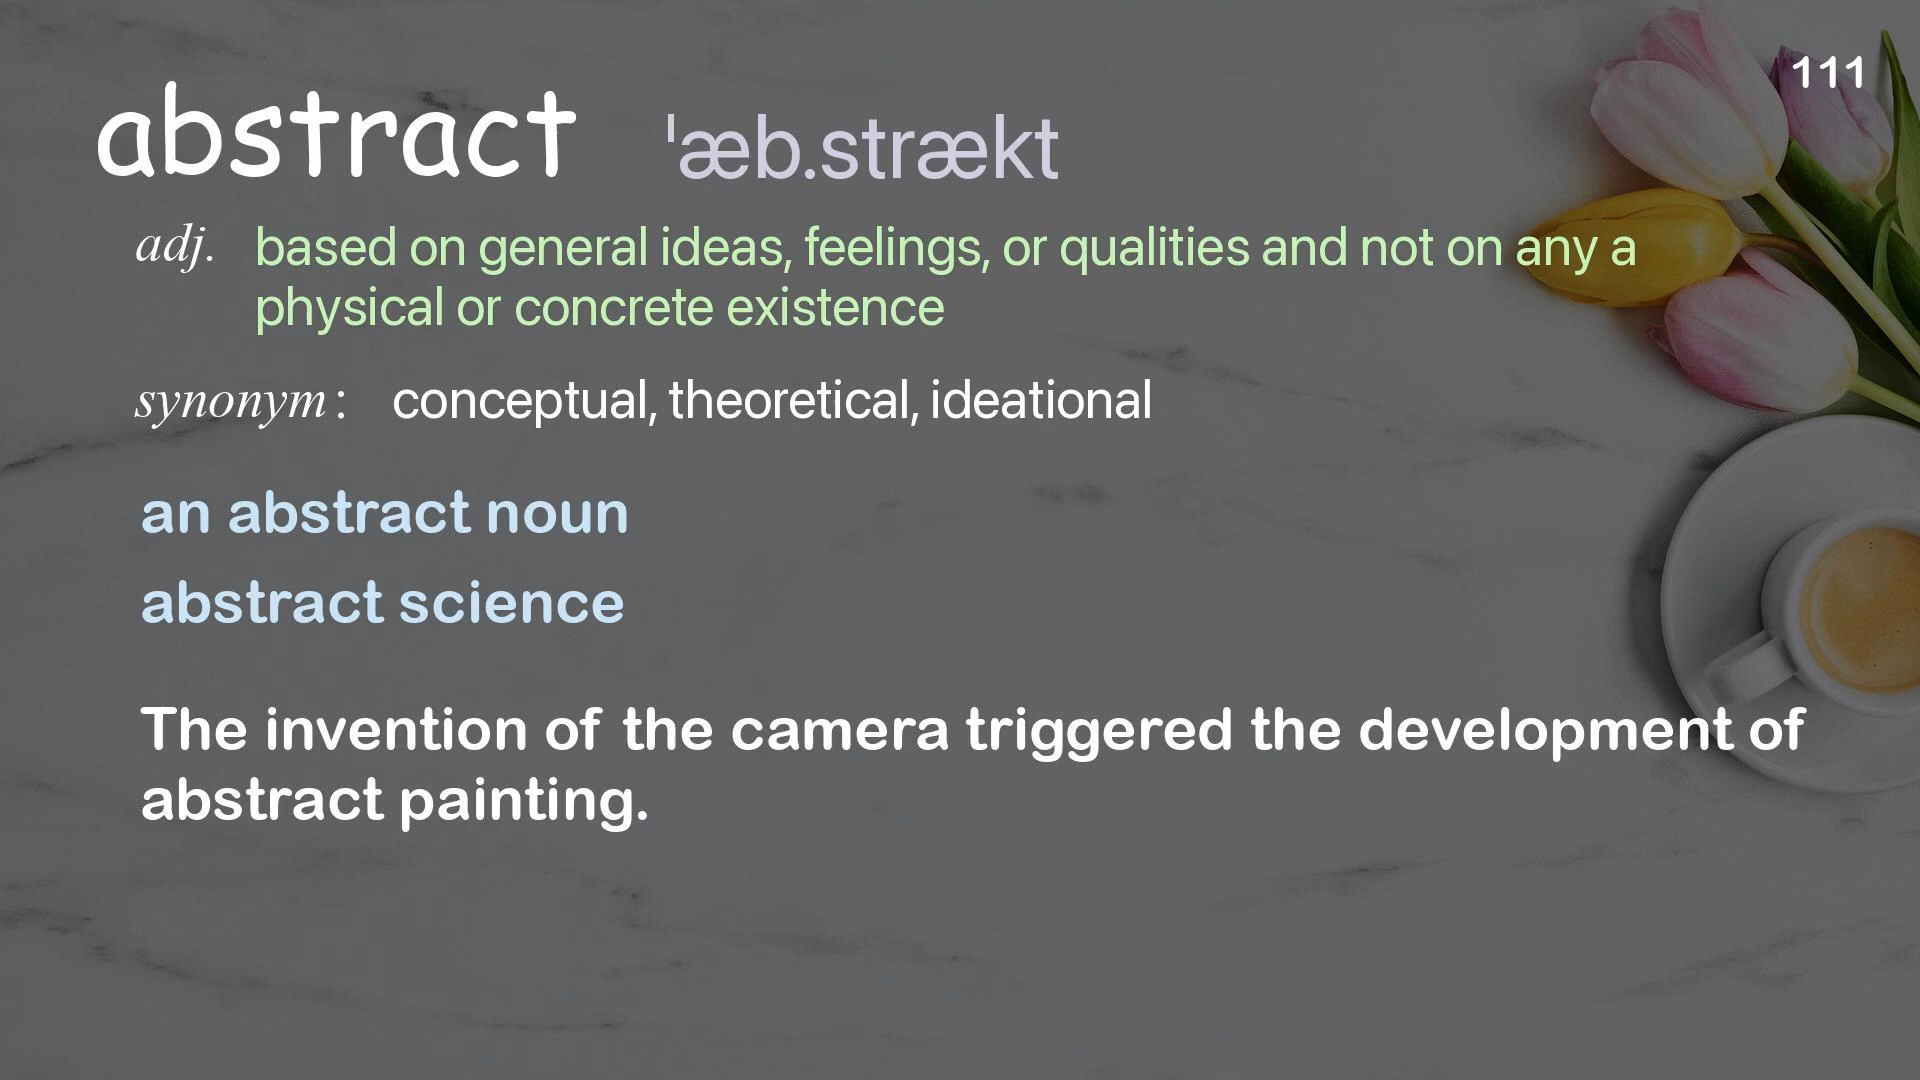 111
abstract ˈæb.strækt
adj. based on general ideas, feelings, or qualities and not on any a
physical or concrete existence
synonym : conceptual, theoretical, ideational
an abstract noun
abstract science
The invention of the camera triggered the development of
abstract painting.